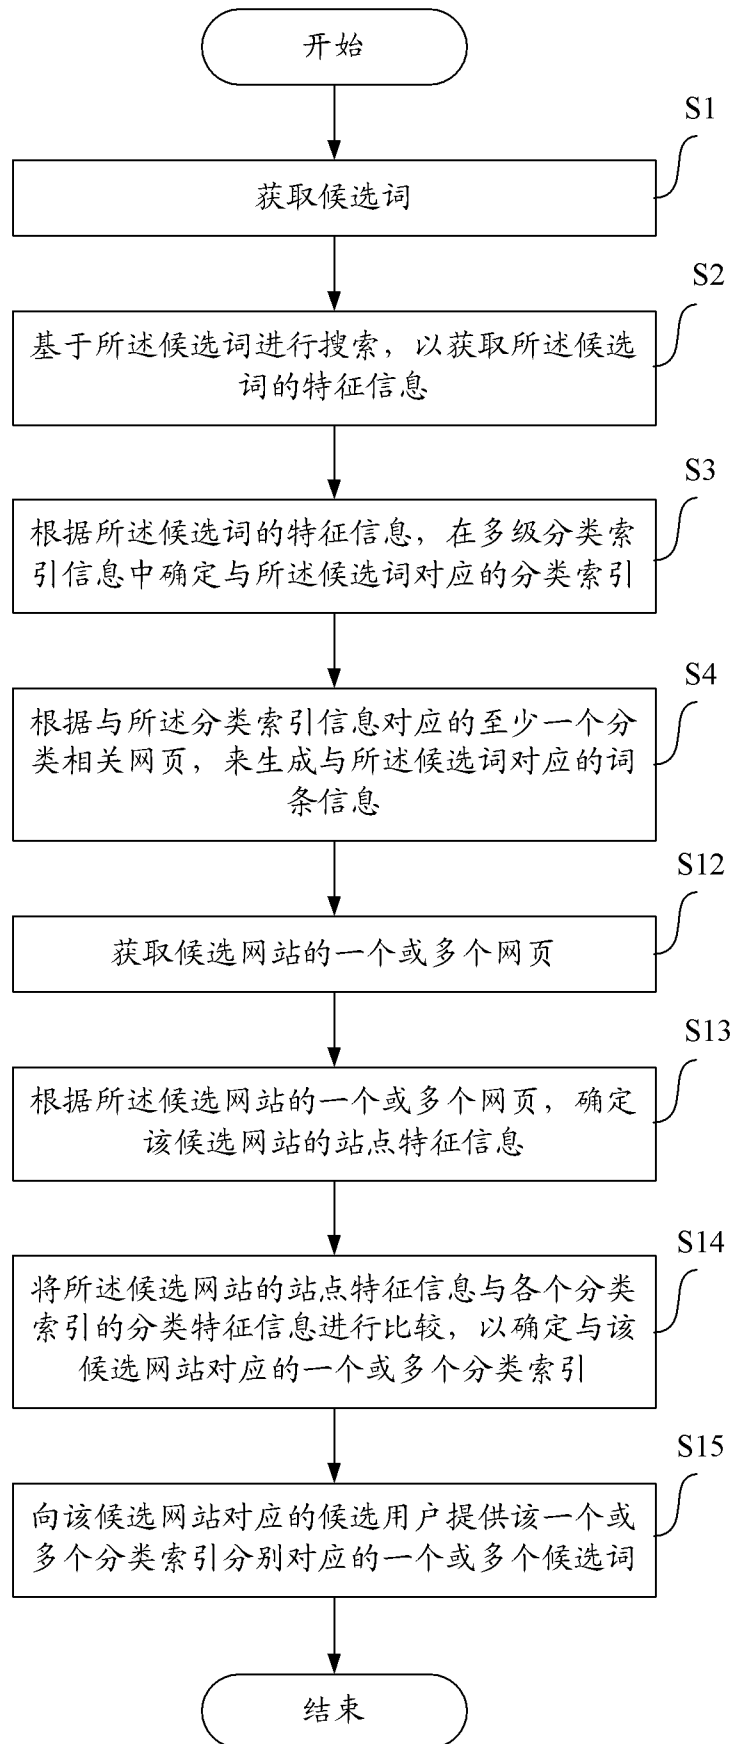 开始
S1
获取候选词
S2
基于所述候选词进行搜索，以获取所述候选
词的特征信息
S3
根据所述候选词的特征信息，在多级分类索
引信息中确定与所述候选词对应的分类索引
S4
根据与所述分类索引信息对应的至少一个分
类相关网页，来生成与所述候选词对应的词
条信息
S12
获取候选网站的一个或多个网页
S13
根据所述候选网站的一个或多个网页，确定
该候选网站的站点特征信息
S14
将所述候选网站的站点特征信息与各个分类
索引的分类特征信息进行比较，以确定与该
候选网站对应的一个或多个分类索引
S15
向该候选网站对应的候选用户提供该一个或
多个分类索引分别对应的一个或多个候选词
结束